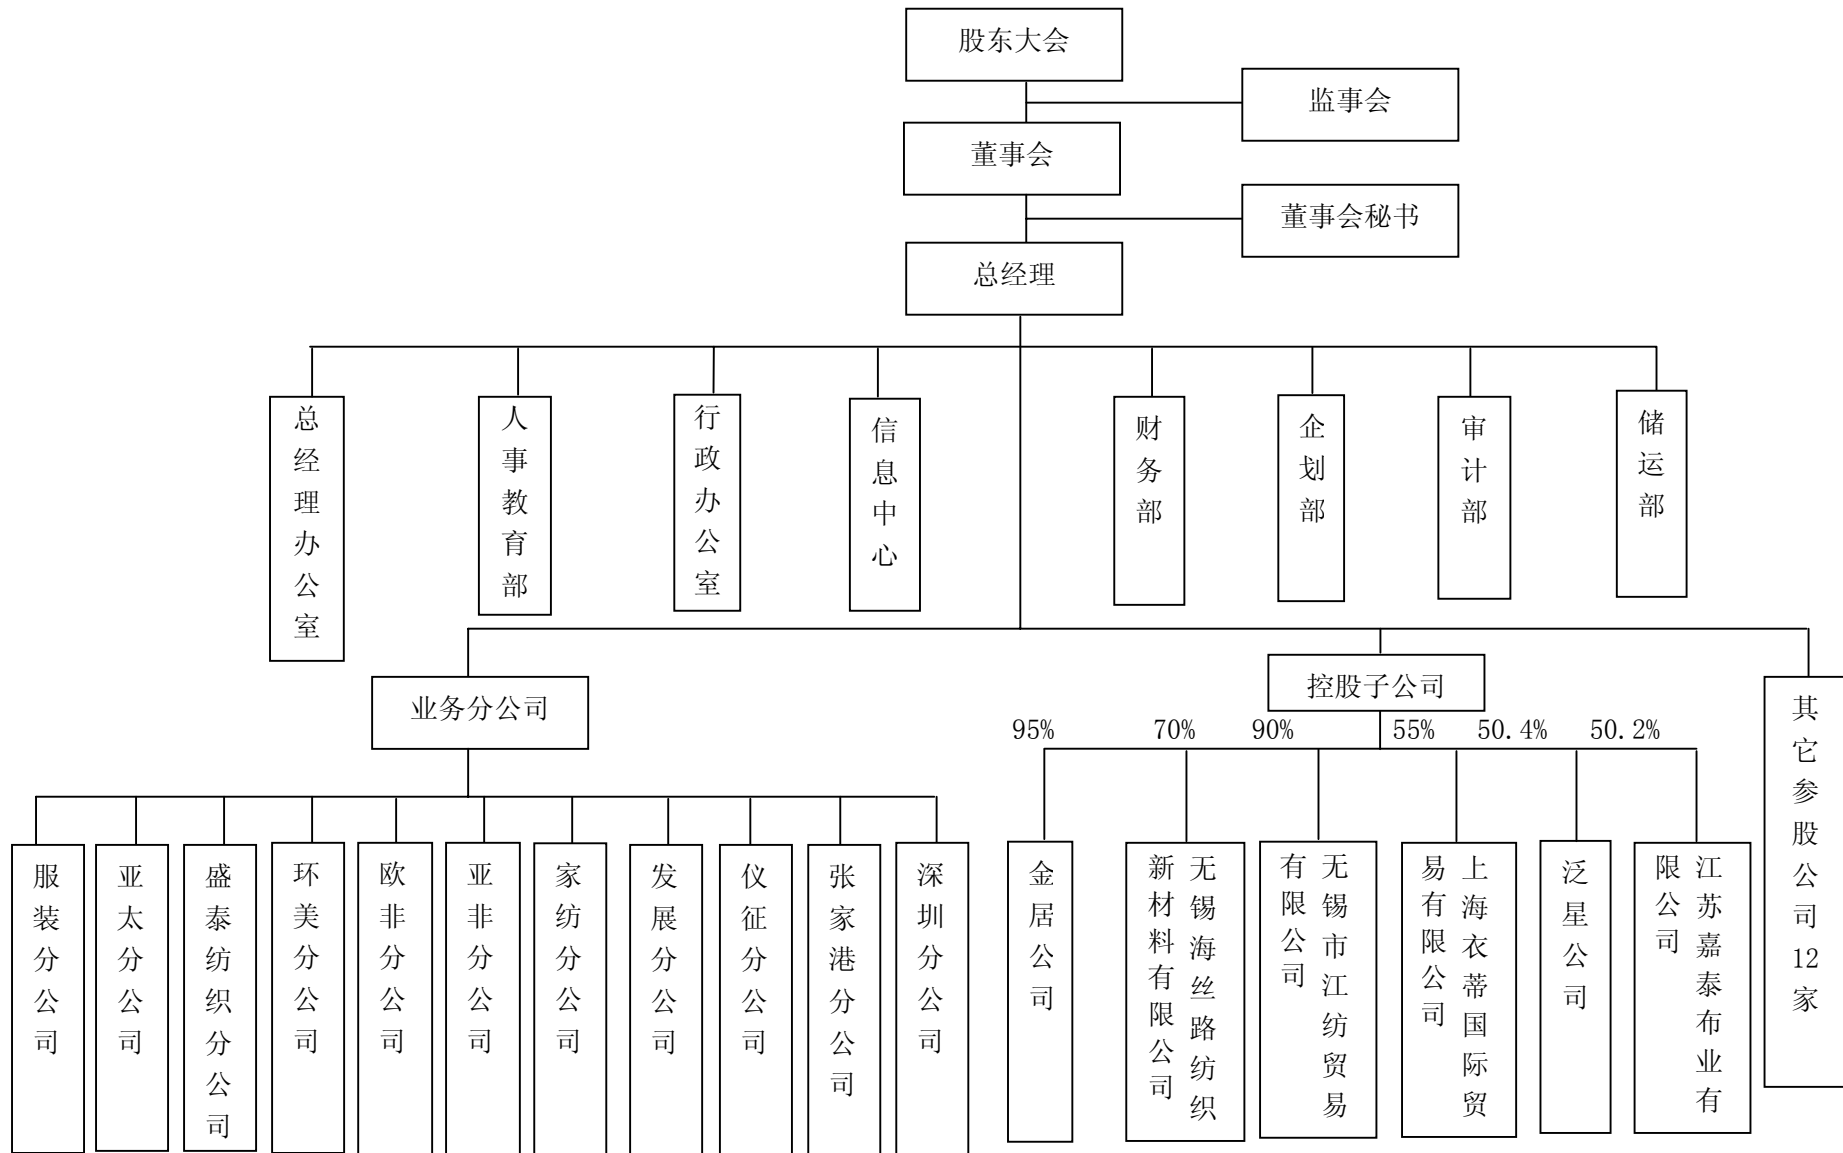 股东大会
监事会
董事会
董事会秘书
总经理
总经理办公室
人事教育部
行政办公室
信息中心
财务部
企划部
审计部
储运部
业务分公司
控股子公司
其它参股公司12家
95%
70%
90%
55%
50.4%
50.2%
服装分公司
亚太分公司
盛泰纺织分公司
环美分公司
欧非分公司
亚非分公司
家纺分公司
发展分公司
仪征分公司
张家港分公司
深圳分公司
金居公司
无锡海丝路纺织
新材料有限公司
无锡市江纺贸易
有限公司
上海衣蒂国际贸
易有限公司
泛星公司
江苏嘉泰布业有
限公司